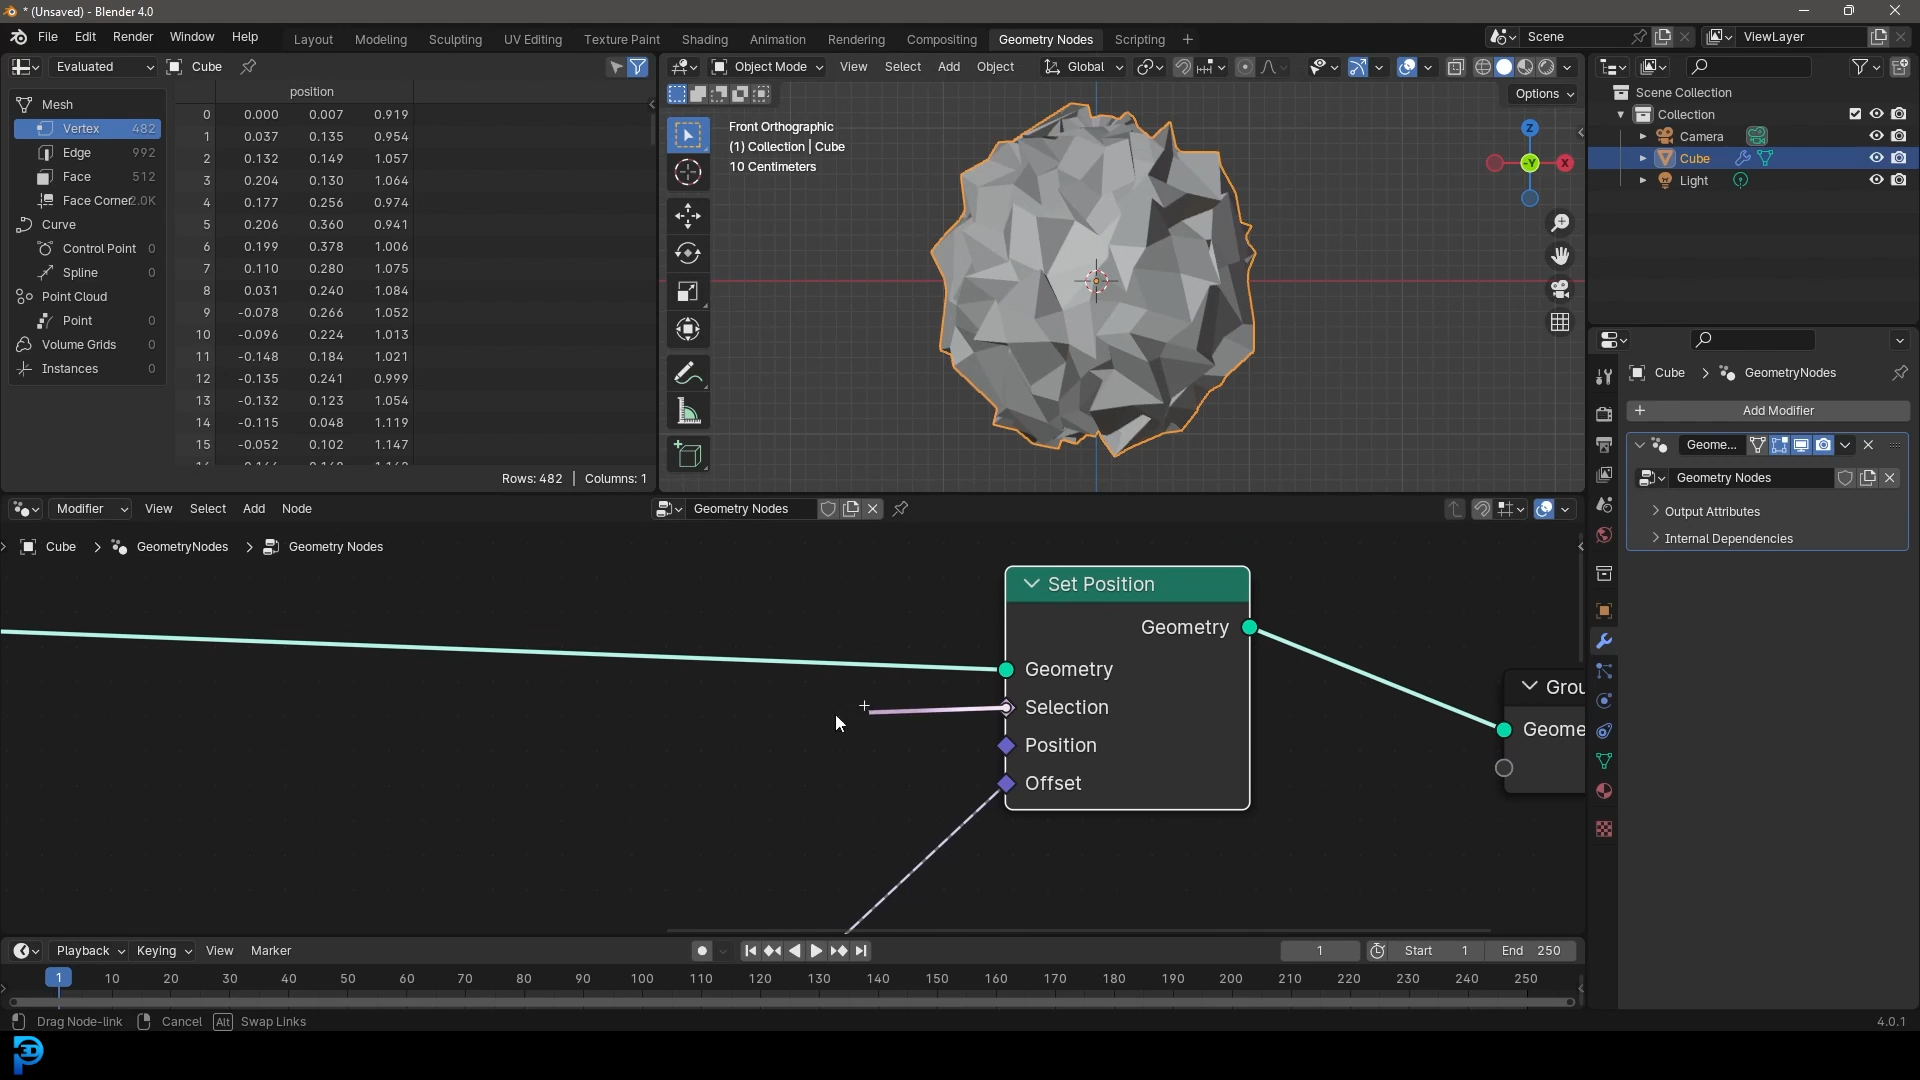 * (Unsaved) - Blender 4.0
File Edit Render Window Help Layout Modeling Sculpting UV Editing Texture Paint Shading Animation Rendering Compositing Geometry Nodes Scripting + Scene ViewLayer
Evaluated Cube
Object Mode View Select Add Object Global
Options
position
Mesh
Vertex 482
Edge 992
Face 512
Face Corner 2.0K
Curve
Control Point 0
Spline 0
Point Cloud
Point 0
Volume Grids 0
Instances 0
0 0.000 0.007 0.919
1 0.037 0.135 0.954
2 0.132 0.149 1.057
3 0.204 0.130 1.064
4 0.177 0.256 0.974
5 0.206 0.360 0.941
6 0.199 0.378 1.006
7 0.110 0.280 1.075
8 0.031 0.240 1.084
9 -0.078 0.266 1.052
10 -0.096 0.224 1.013
11 -0.148 0.184 1.021
12 -0.135 0.241 0.999
13 -0.132 0.123 1.054
14 -0.115 0.048 1.119
15 -0.052 0.102 1.147
Rows: 482 | Columns: 1
Front Orthographic
(1) Collection | Cube
10 Centimeters
Z
-Y
X
Scene Collection
Collection
Camera
Cube
Light
Cube > GeometryNodes
Add Modifier
Geome...
Geometry Nodes
Output Attributes
Internal Dependencies
Modifier View Select Add Node Geometry Nodes
Cube > GeometryNodes > Geometry Nodes
Set Position
Geometry
Geometry
Selection
Position
Offset
Grou
Geome
Playback Keying View Marker 1 Start 1 End 250
1 10 20 30 40 50 60 70 80 90 100 110 120 130 140 150 160 170 180 190 200 210 220 230 240 250
Drag Node-link Cancel Alt Swap Links 4.0.1